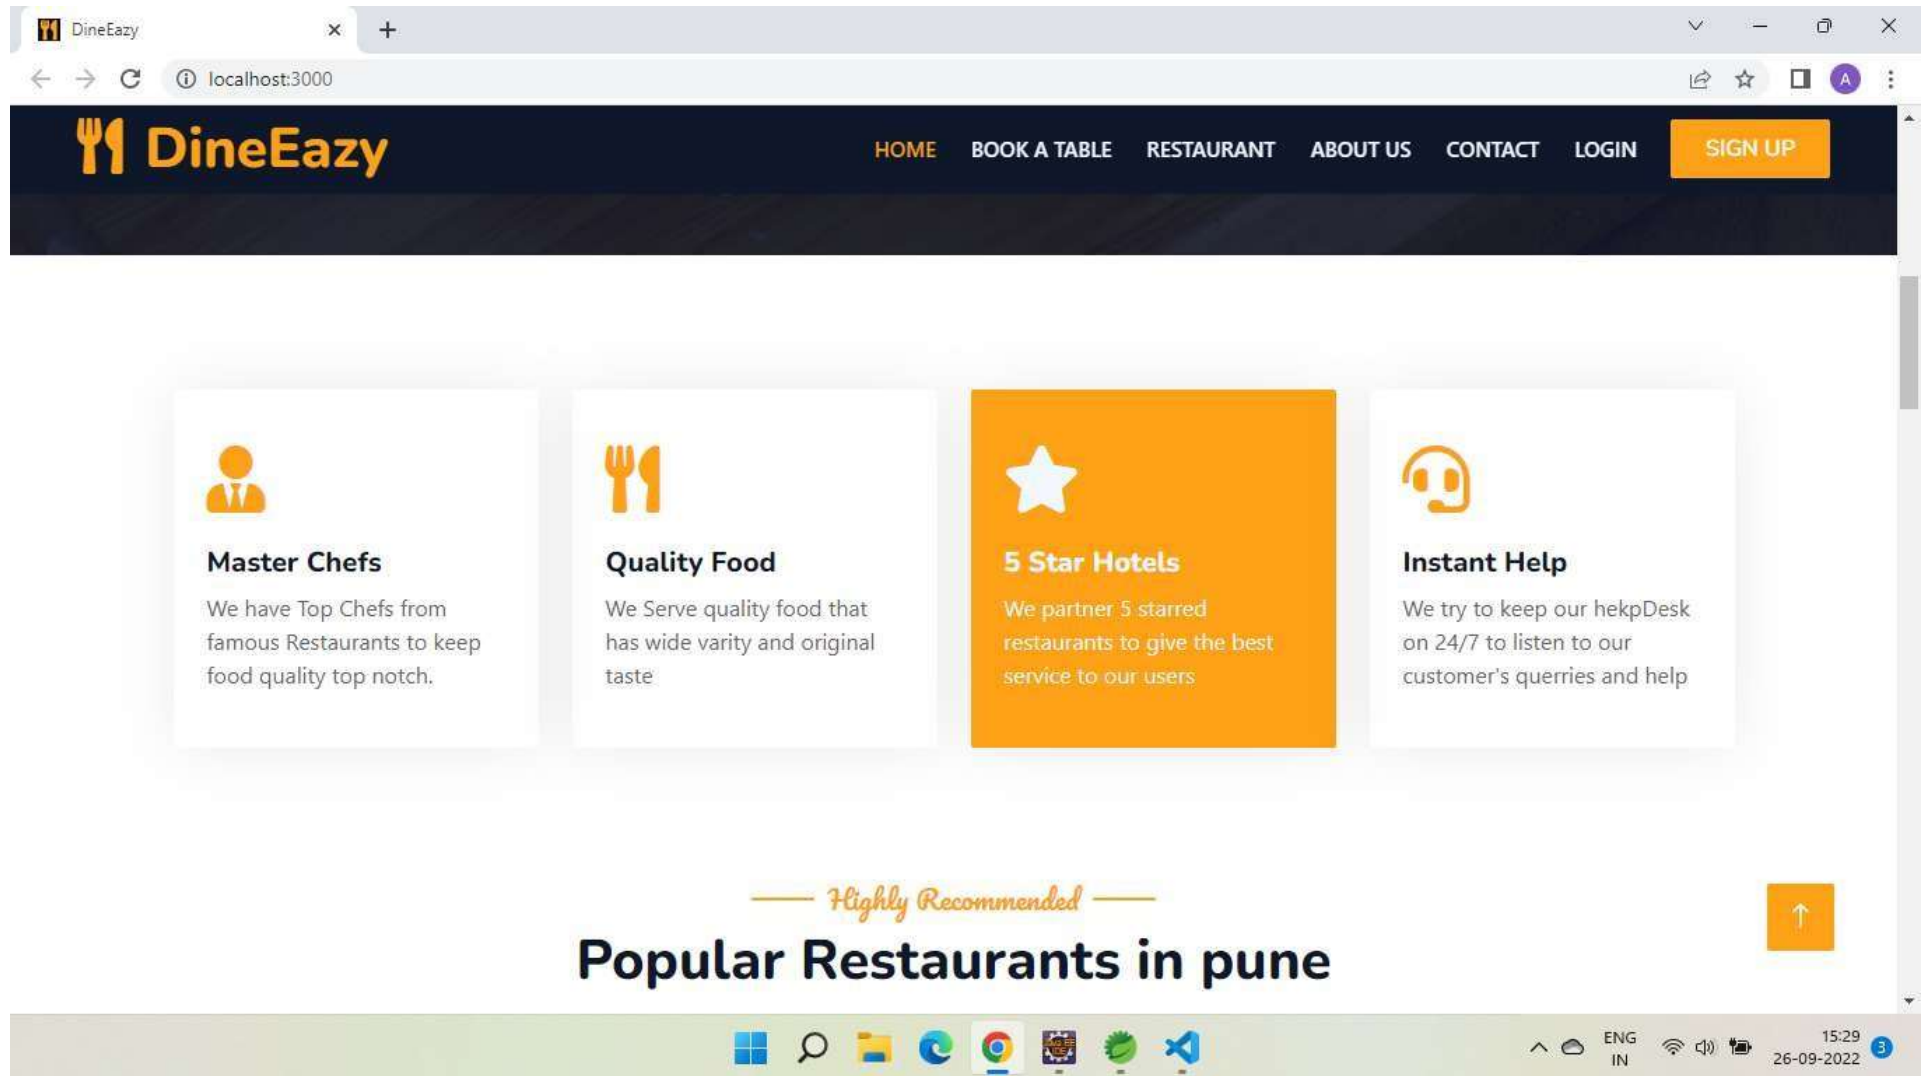 DineEazy
localhost:3000
A
DineEazy
HOME BOOK A TABLE RESTAURANT ABOUT US CONTACT LOGIN SIGN UP
Master Chefs
We have Top Chefs from
famous Restaurants to keep
food quality top notch.
Quality Food
We Serve quality food that
has wide varity and original
taste
5 Star Hotels
We partner 5 starred
restaurants to give the best
service to our users
Instant Help
We try to keep our hekpDesk
on 24/7 to listen to our
customer's querries and help
Highly Recommended
Popular Restaurants in pune
ENG
IN
15:29
26-09-2022
3